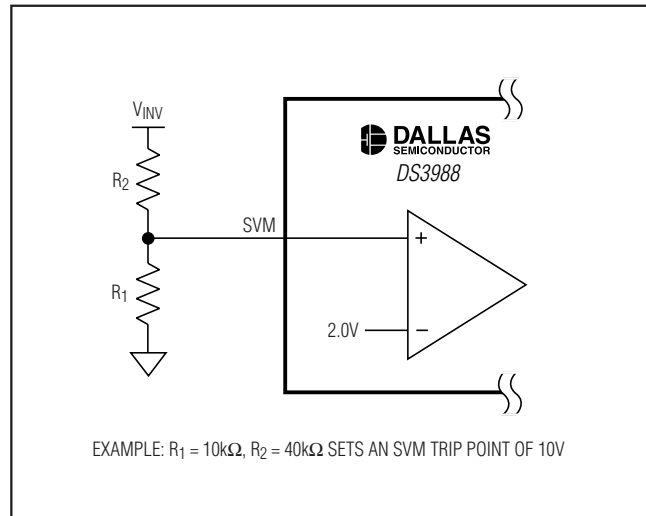 V_INV
DALLAS
SEMICONDUCTOR
DS3988
R₂
SVM
+
R₁
2.0V
−
EXAMPLE: R₁ = 10kΩ, R₂ = 40kΩ SETS AN SVM TRIP POINT OF 10V